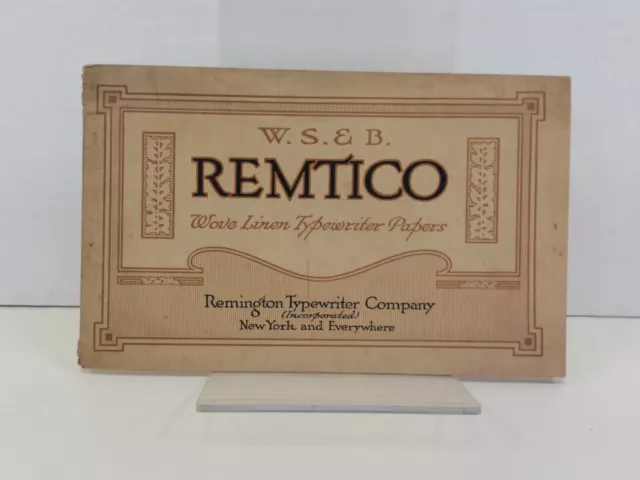 W. S. & B.
REMTICO
Wove Linen Typewriter Papers
Remington Typewriter Company
(Incorporated)
New York and Everywhere